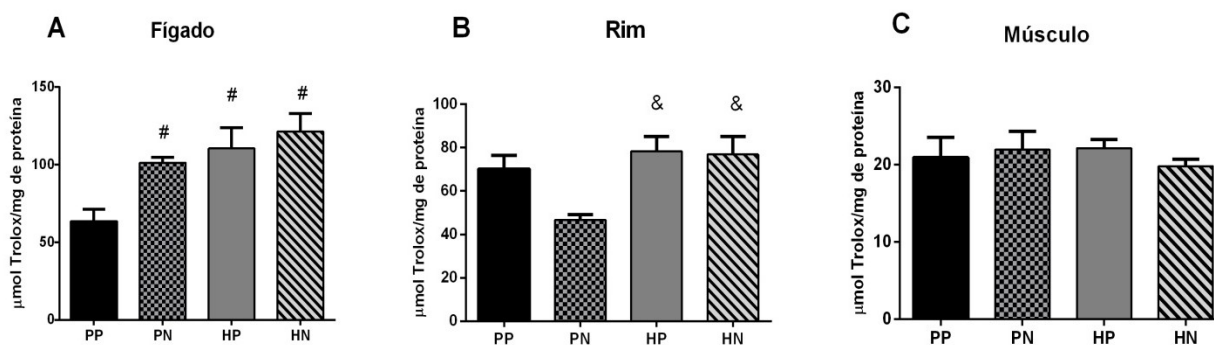 A
Fígado
μmol Trolox/mg de proteína
150
100
50
0
#
#
#
PP
PN
HP
HN
B
Rim
μmol Trolox/mg de proteína
100
80
60
40
20
0
&
&
PP
PN
HP
HN
C
Músculo
μmol Trolox/mg de proteína
30
20
10
0
PP
PN
HP
HN